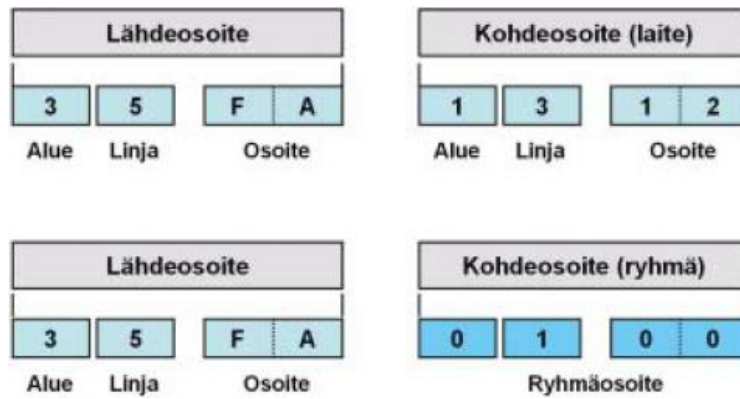 Lähdeosoite
Kohdeosoite (laite)
3 5 F A
1 3 1 2
Alue Linja Osoite
Alue Linja Osoite
Lähdeosoite
Kohdeosoite (ryhmä)
3 5 F A
0 1 0 0
Alue Linja Osoite
Ryhmäosoite